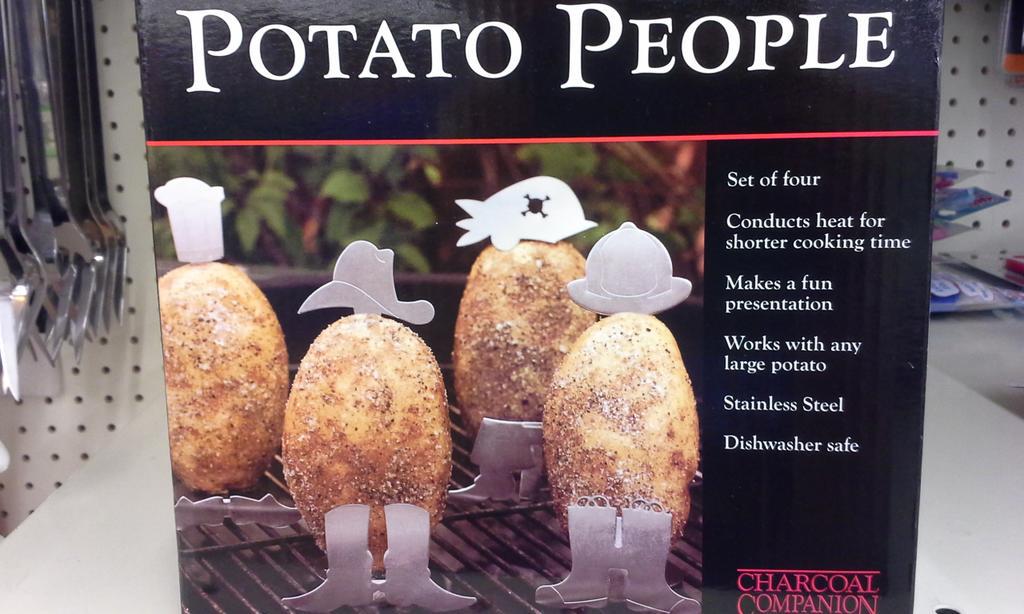 POTATO PEOPLE
Set of four
Conducts heat for
shorter cooking time
Makes a fun
presentation
Works with any
large potato
Stainless Steel
Dishwasher safe
CHARCOAL
COMPANION